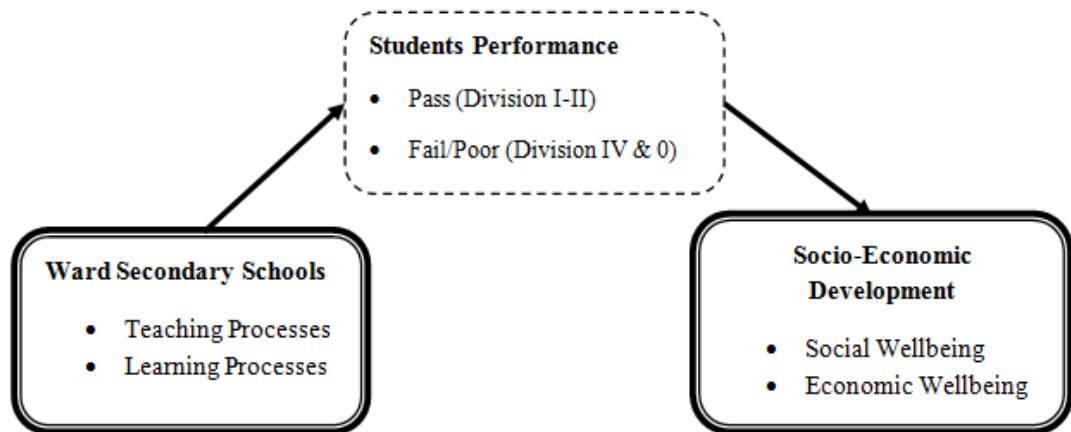 Students Performance
• Pass (Division I-II)
• Fail/Poor (Division IV & 0)
Ward Secondary Schools
• Teaching Processes
• Learning Processes
Socio-Economic
Development
• Social Wellbeing
• Economic Wellbeing